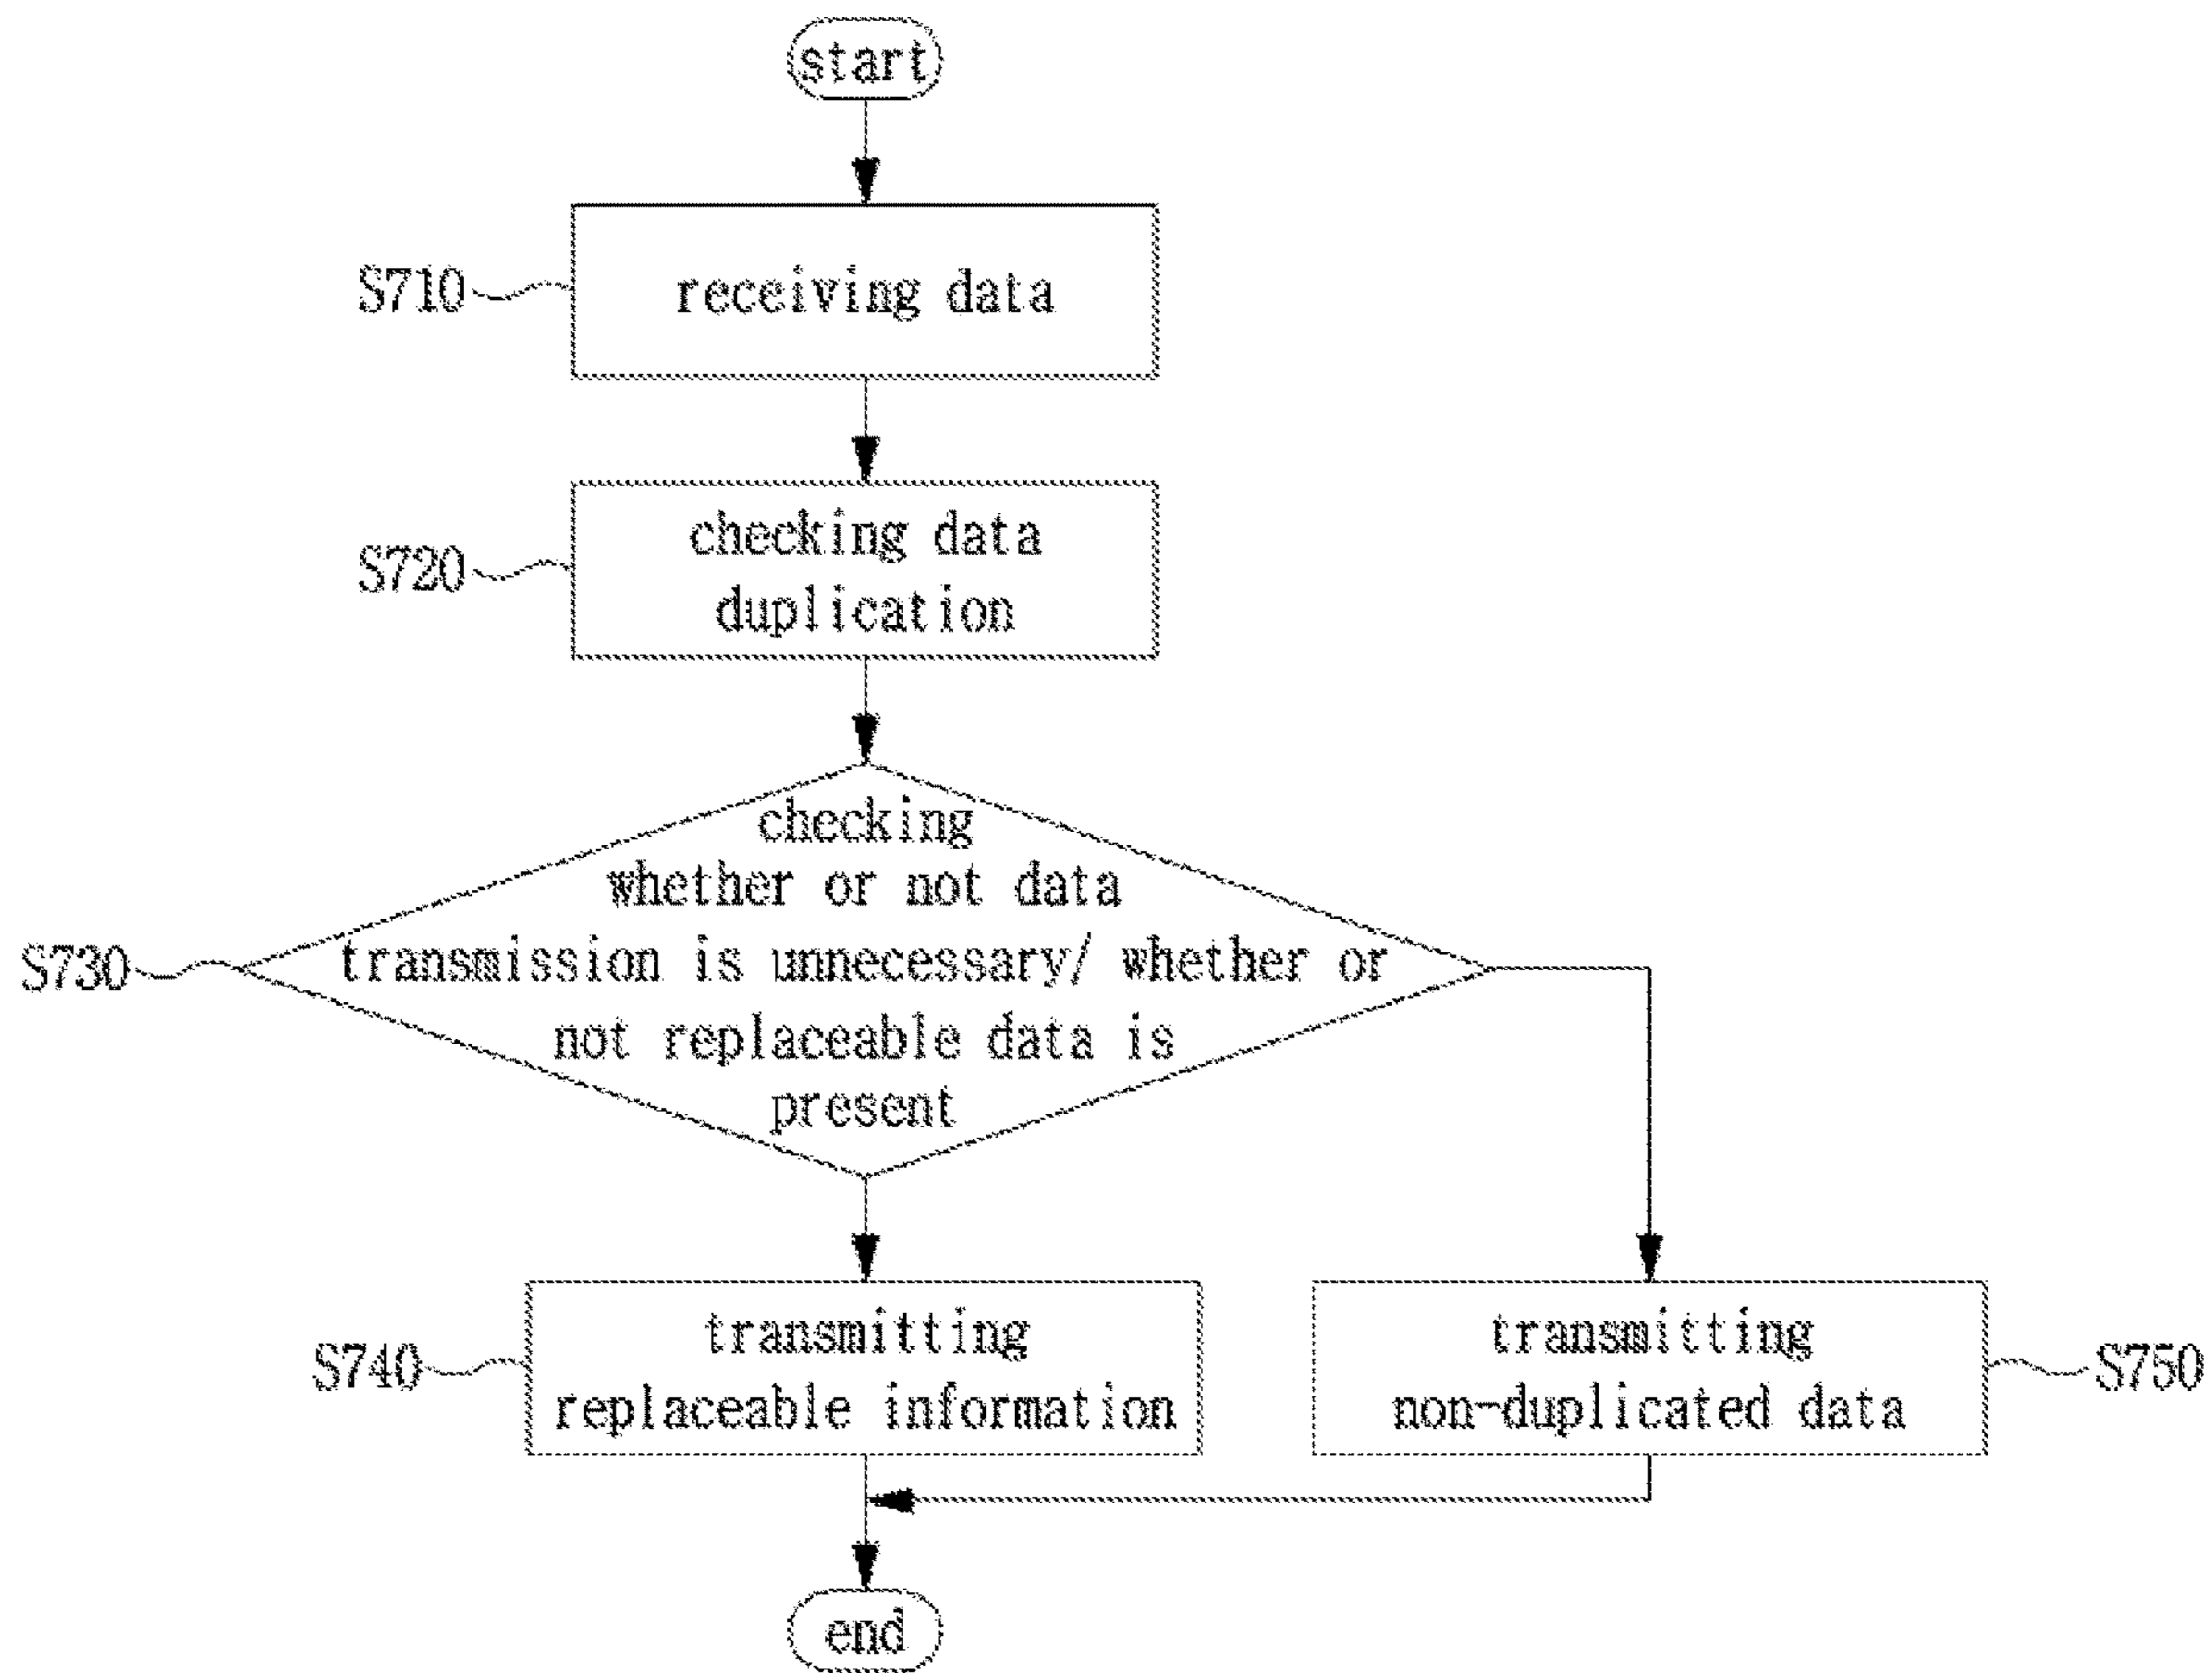 start
S710
receiving data
S720
checking data
duplication
checking
whether or not data
S730
transmission is unnecessary/ whether or
not replaceable data is
present
S740
transmitting
replaceable information
transmitting
non-duplicated data
S750
end